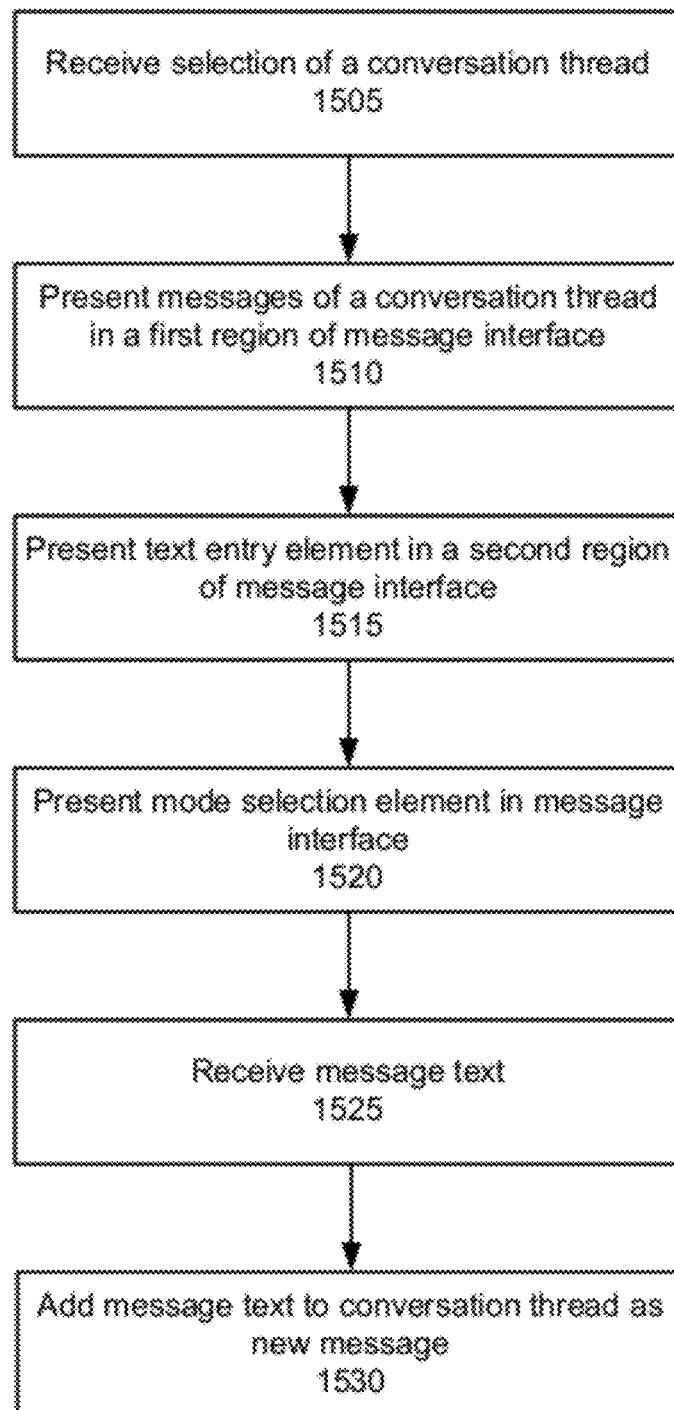 Receive selection of a conversation thread
1505
Present messages of a conversation thread
in a first region of message interface
1510
Present text entry element in a second region
of message interface
1515
Present mode selection element in message
interface
1520
Receive message text
1525
Add message text to conversation thread as
new message
1530